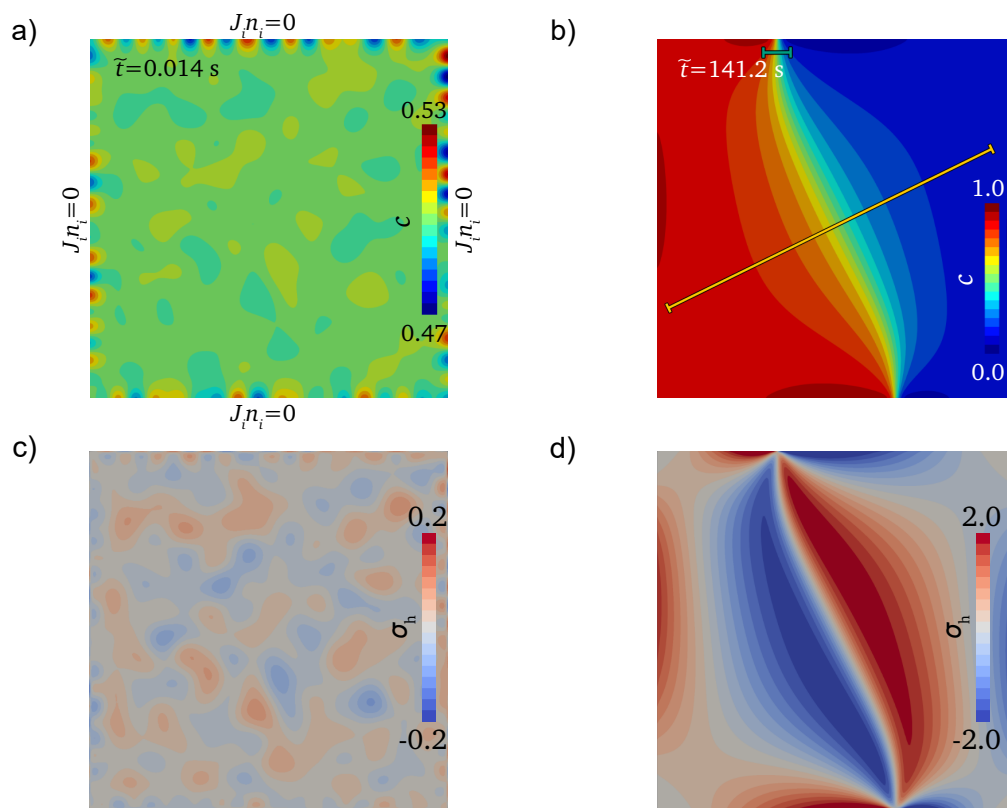 a)
J_i n_i=0
t̃=0.014 s
0.53
c
0.47
J_i n_i=0
J_i n_i=0
J_i n_i=0
b)
t̃=141.2 s
1.0
c
0.0
c)
0.2
σ_h
-0.2
d)
2.0
σ_h
-2.0